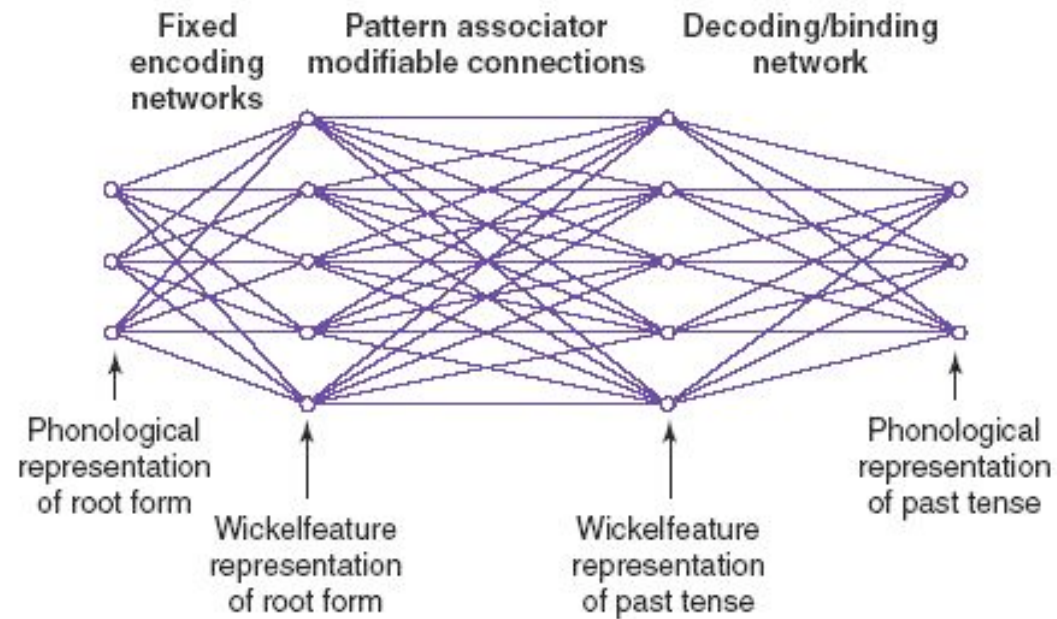 Fixed
encoding
networks
Pattern associator
modifiable connections
Decoding/binding
network
Phonological
representation
of root form
Wickelfeature
representation
of root form
Wickelfeature
representation
of past tense
Phonological
representation
of past tense